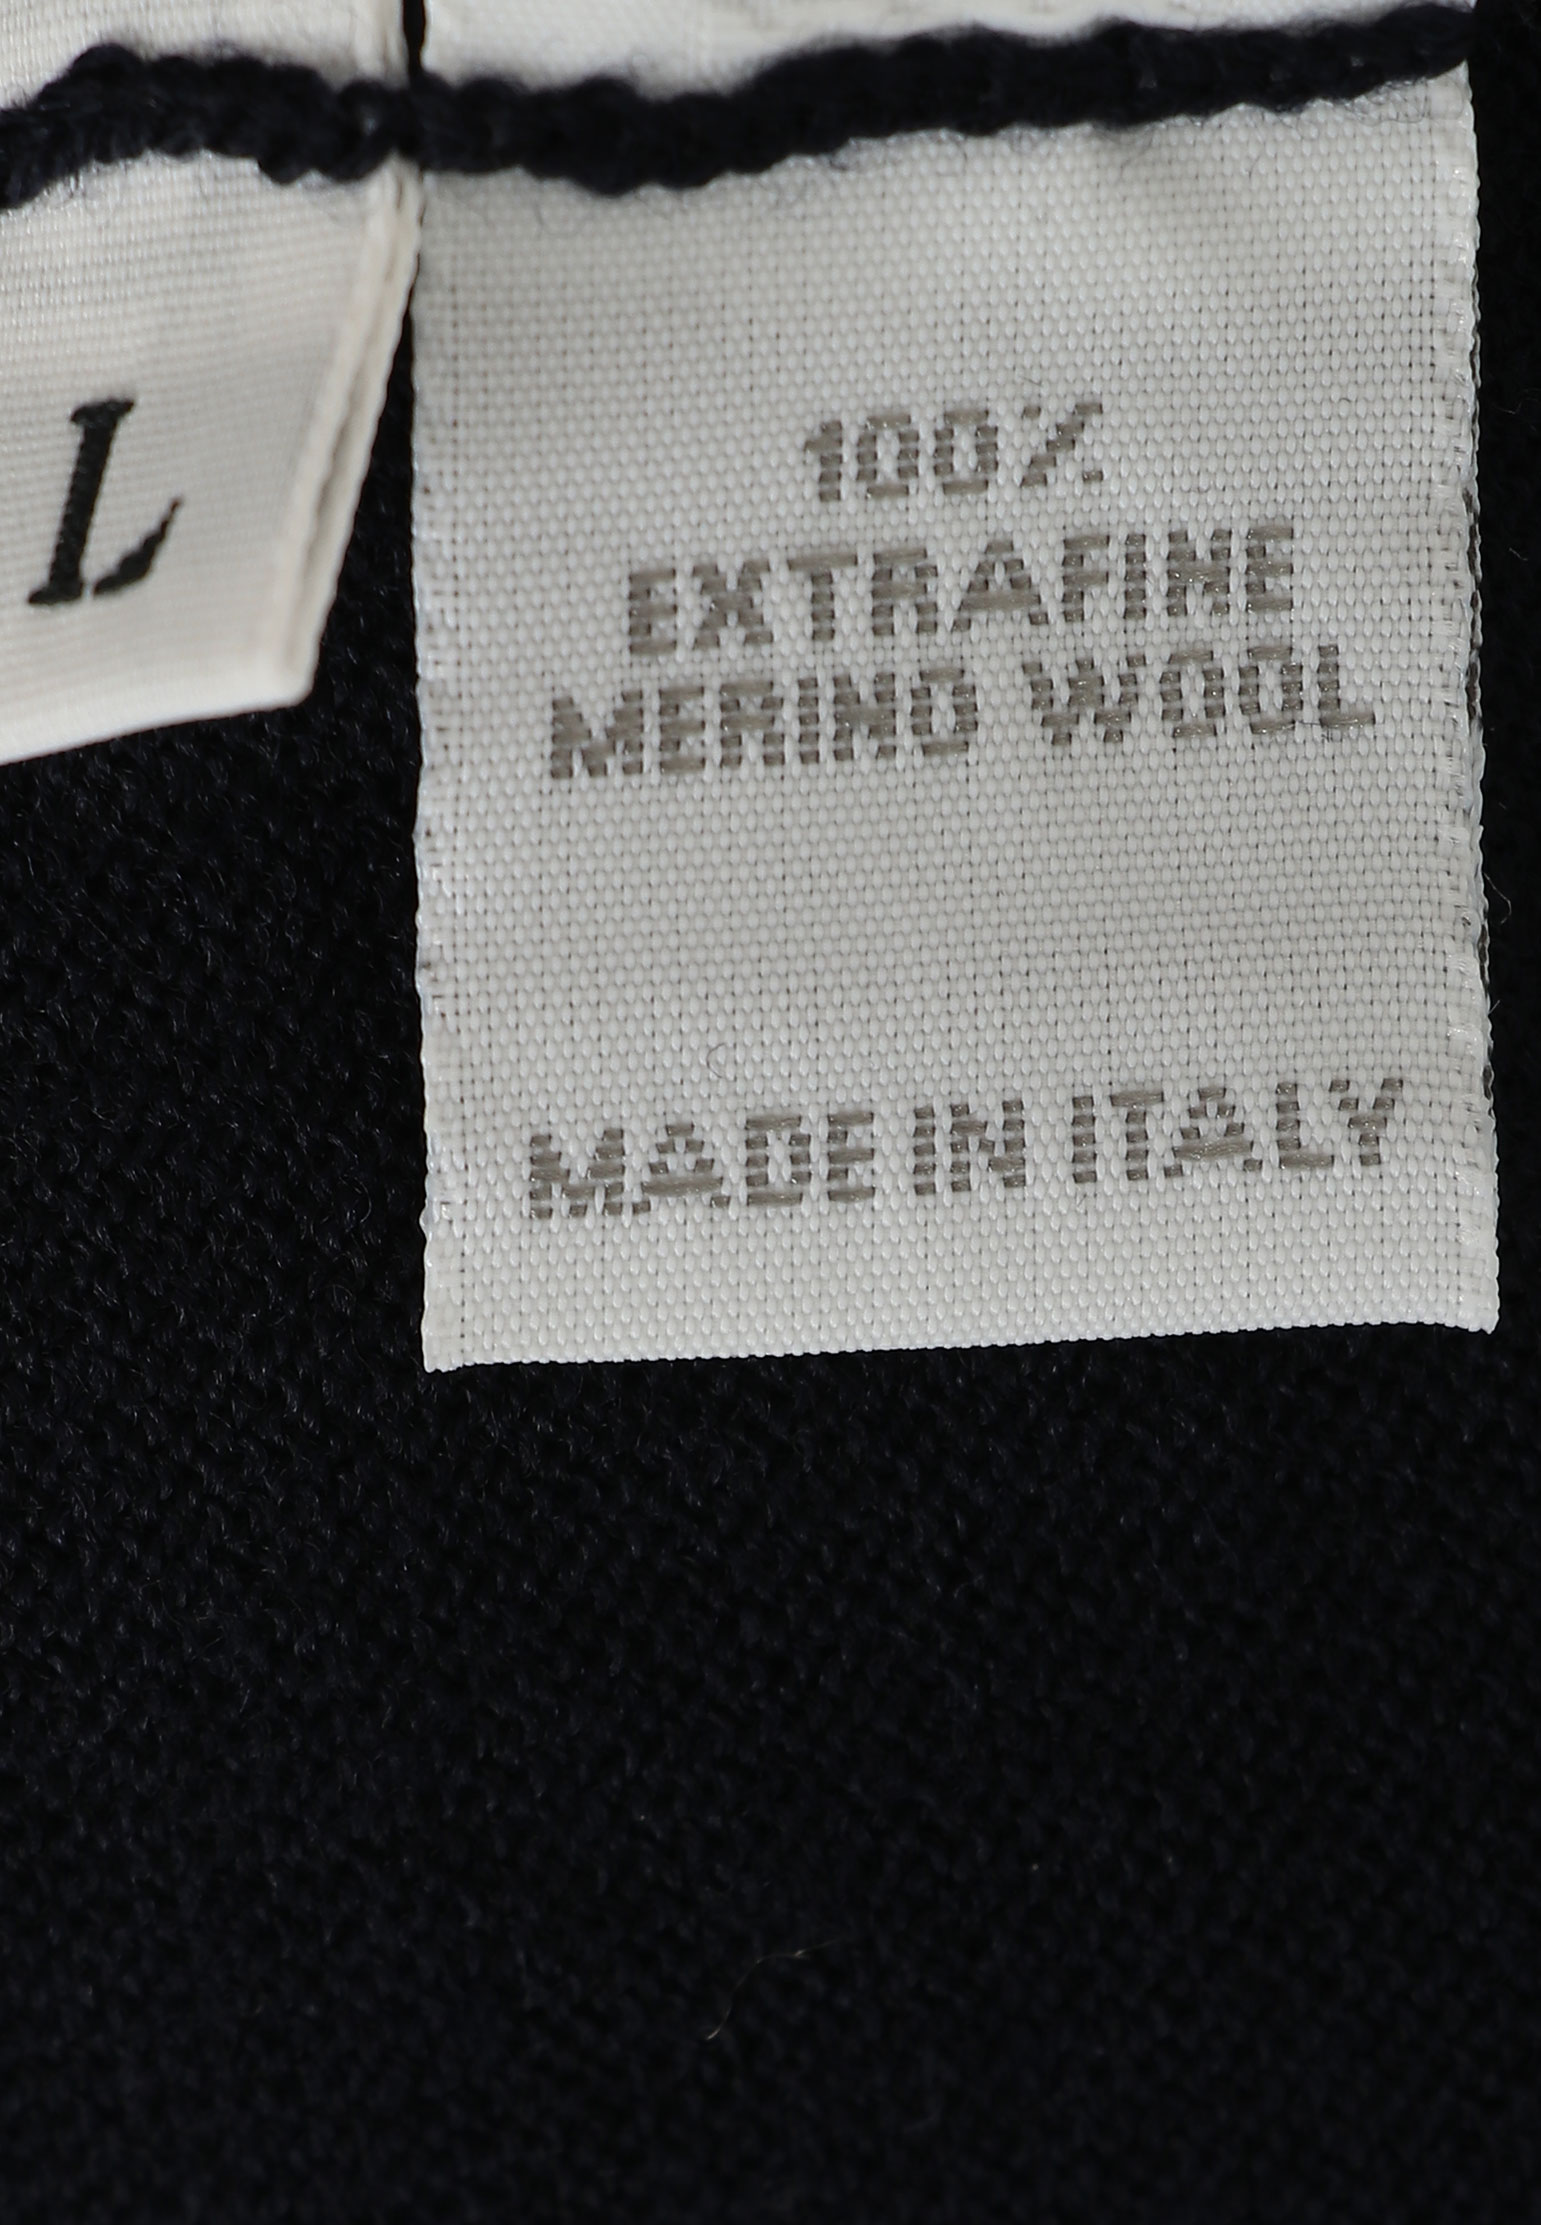 L
100%
EXTRAFINE
MERINO WOOL
MADE IN ITALY